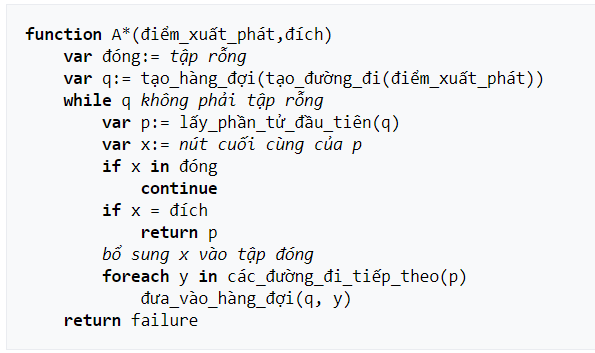 function A*(điểm_xuất_phát,đích)
    var đóng:= tập rỗng
    var q:= tạo_hàng_đợi(tạo_đường_đi(điểm_xuất_phát))
    while q không phải tập rỗng
        var p:= lấy_phần_tử_đầu_tiên(q)
        var x:= nút cuối cùng của p
        if x in đóng
            continue
        if x = đích
            return p
        bổ sung x vào tập đóng
        foreach y in các_đường_đi_tiếp_theo(p)
            đưa_vào_hàng_đợi(q, y)
    return failure